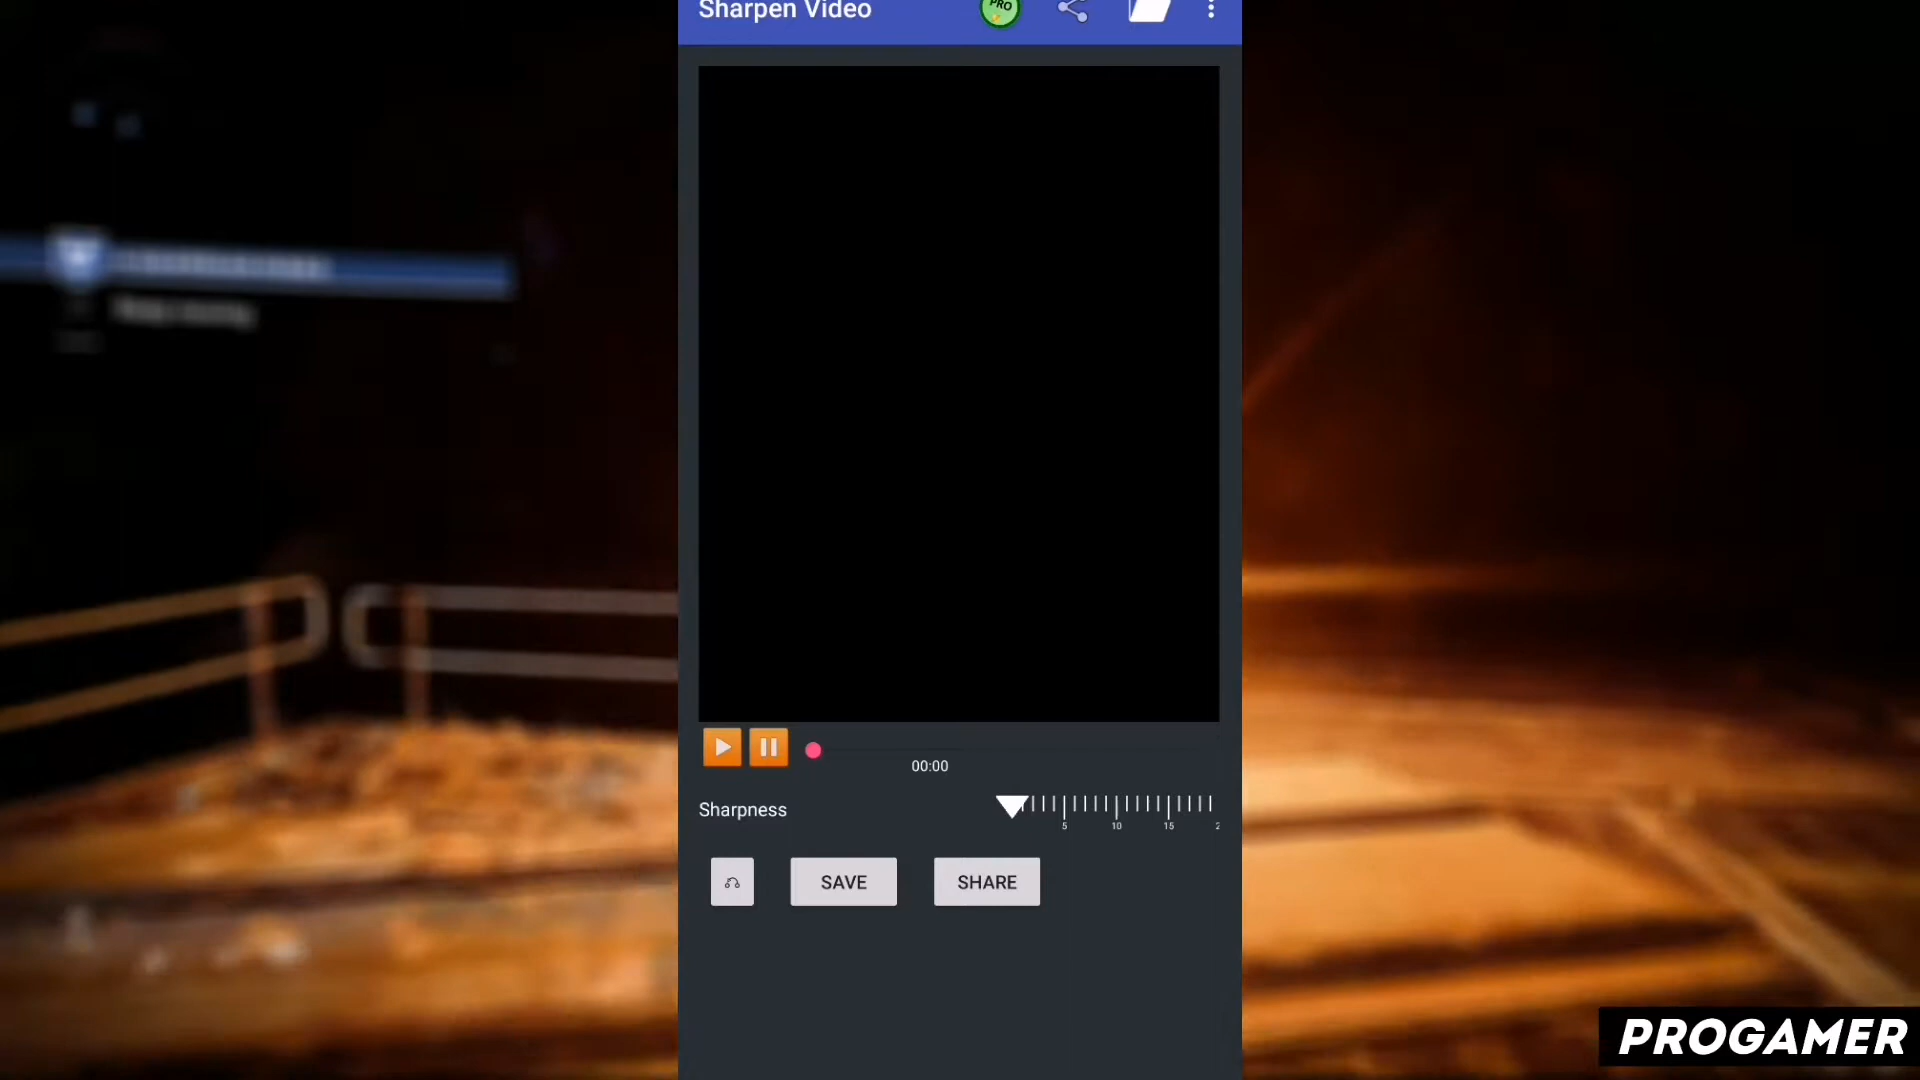 Sharpen Video
PRO
00:00
Sharpness
5 10 15
SAVE SHARE
PROGAMER